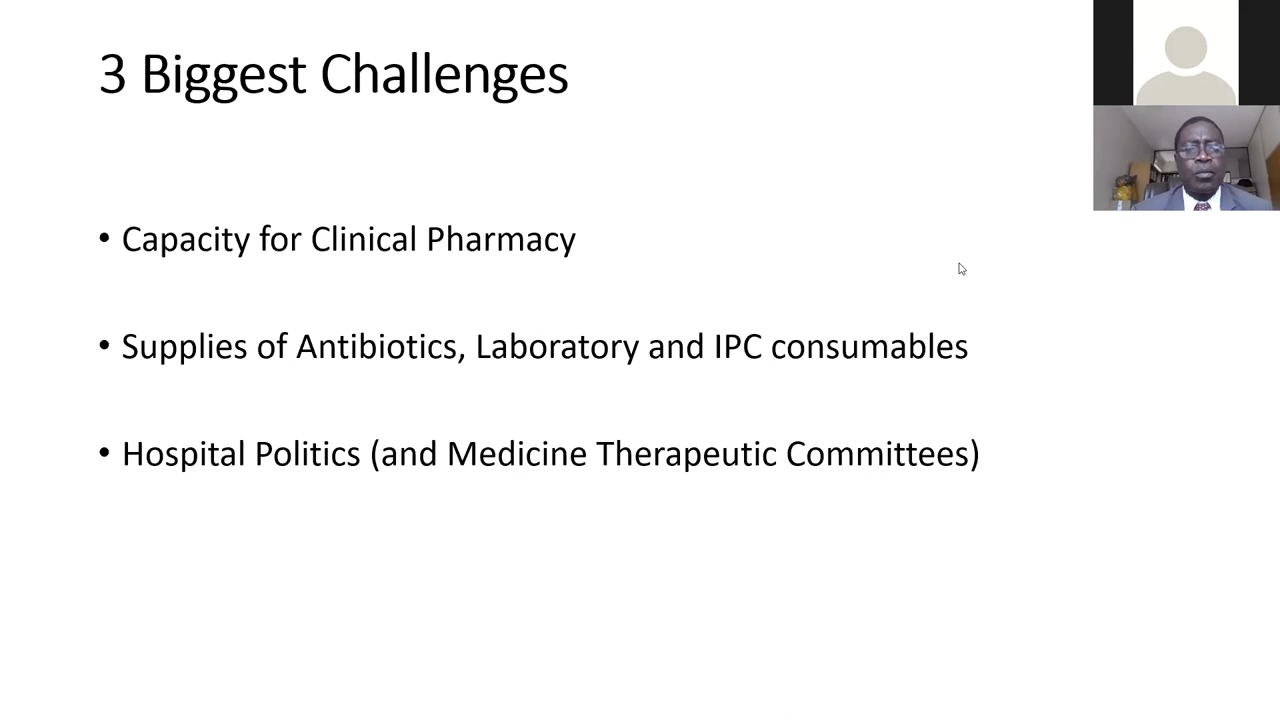 3 Biggest Challenges
• Capacity for Clinical Pharmacy
• Supplies of Antibiotics, Laboratory and IPC consumables
• Hospital Politics (and Medicine Therapeutic Committees)